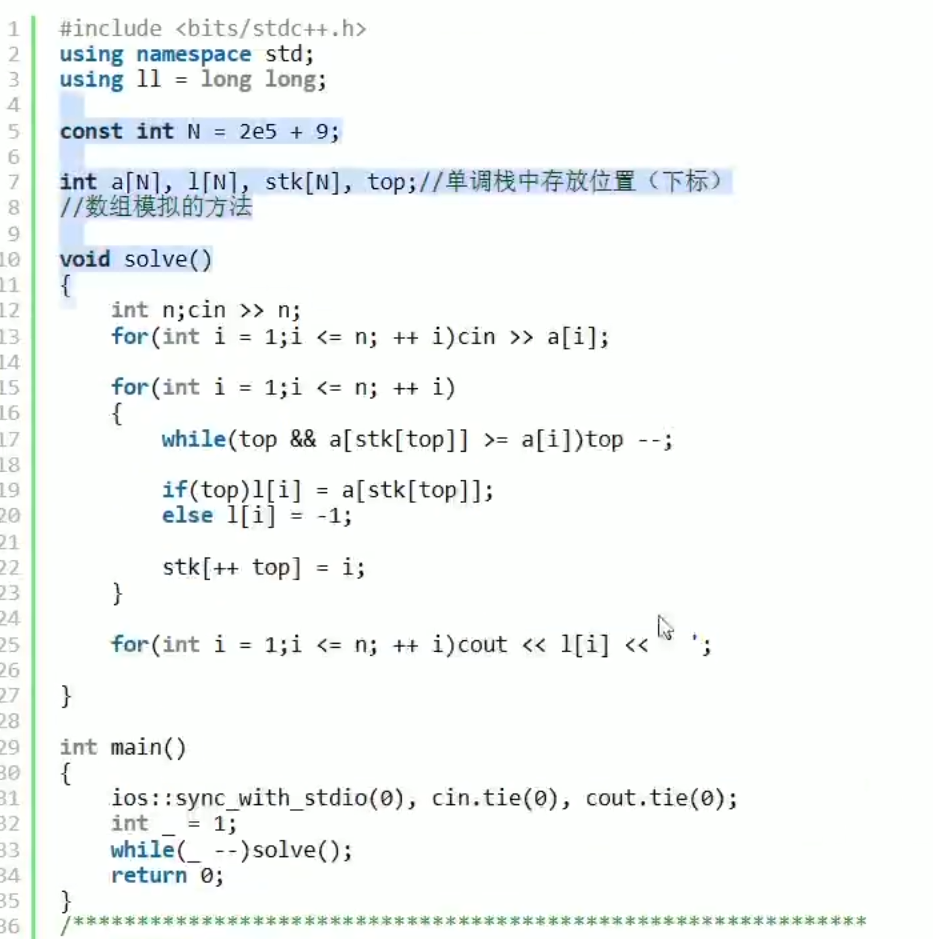 1 #include <bits/stdc++.h>
2 using namespace std;
3 using ll = long long;
4
5 const int N = 2e5 + 9;
6
7 int a[N], l[N], stk[N], top;//单调栈中存放位置（下标）
8 //数组模拟的方法
9
10 void solve()
11 {
12     int n;cin >> n;
13     for(int i = 1;i <= n; ++ i)cin >> a[i];
14
15     for(int i = 1;i <= n; ++ i)
16     {
17         while(top && a[stk[top]] >= a[i])top --;
18
19         if(top)l[i] = a[stk[top]];
20         else l[i] = -1;
21
22         stk[++ top] = i;
23     }
24
25     for(int i = 1;i <= n; ++ i)cout << l[i] << ';
26
27 }
28
29 int main()
30 {
31     ios::sync_with_stdio(0), cin.tie(0), cout.tie(0);
32     int _ = 1;
33     while(_ --)solve();
34     return 0;
35 }
36 /**************************************************************